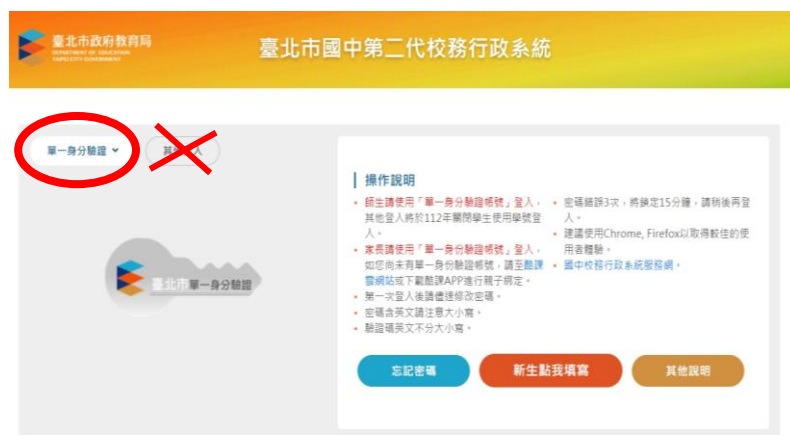 臺北市政府教育局
DEPARTMENT OF EDUCATION
TAIPEI CITY GOVERNMENT
臺北市國中第二代校務行政系統
單一身分驗證
其他登入
臺北市單一身分驗證
操作說明
• 師生請使用「單一身分驗證帳號」登入，
其他登入將於112年關閉學生使用學號登
入。
• 家長請使用「單一身分驗證帳號」登入，
如您尚未有單一身份驗證帳號，請至酷課
雲網站或下載酷課APP進行親子綁定。
• 第一次登入後請儘速修改密碼。
• 密碼含英文請注意大小寫。
• 驗證碼英文不分大小寫。
• 密碼錯誤3次，將鎖定15分鐘，請稍後再登
入。
• 建議使用Chrome, Firefox以取得較佳的使
用者體驗。
• 國中校務行政系統服務網。
忘記密碼
新生點我填寫
其他說明